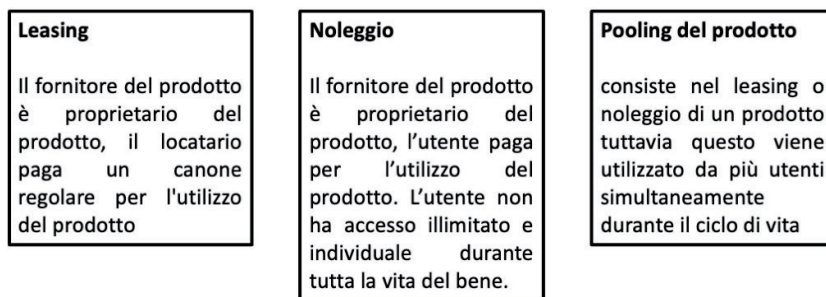 Leasing
Il fornitore del prodotto
è proprietario del
prodotto, il locatario
paga un canone
regolare per l'utilizzo
del prodotto
Noleggio
Il fornitore del prodotto
è proprietario del
prodotto, l’utente paga
per l’utilizzo del
prodotto. L’utente non
ha accesso illimitato e
individuale durante
tutta la vita del bene.
Pooling del prodotto
consiste nel leasing o
noleggio di un prodotto
tuttavia questo viene
utilizzato da più utenti
simultaneamente
durante il ciclo di vita